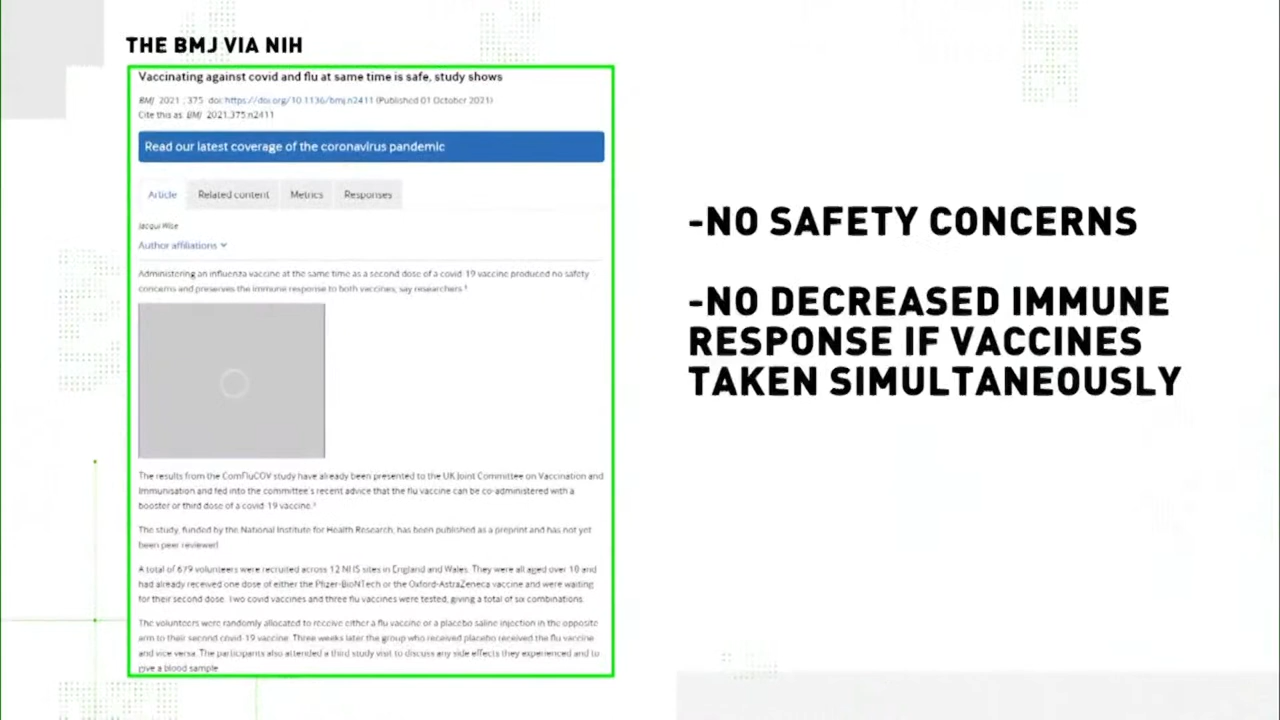 THE BMJ VIA NIH
Vaccinating against covid and flu at same time is safe, study shows
BMJ 2021 ; 375 doi: https://doi.org/10.1136/bmj.n2411 (Published 01 October 2021)
Cite this as: BMJ 2021;375:n2411
Read our latest coverage of the coronavirus pandemic
Article Related content Metrics Responses
Jacqui Wise
Author affiliations
Administering an influenza vaccine at the same time as a second dose of a covid-19 vaccine produced no safety
concerns and preserves the immune response to both vaccines, say researchers.¹
The results from the ComFluCOV study have already been presented to the UK Joint Committee on Vaccination and
Immunisation and fed into the committee's recent advice that the flu vaccine can be co-administered with a
booster or third dose of a covid-19 vaccine.²
The study, funded by the National Institute for Health Research, has been published as a preprint and has not yet
been peer reviewed.
A total of 679 volunteers were recruited across 12 NHS sites in England and Wales. They were all aged over 18 and
had already received one dose of either the Pfizer-BioNTech or the Oxford-AstraZeneca vaccine and were waiting
for their second dose. Two covid vaccines and three flu vaccines were tested, giving a total of six combinations.
The volunteers were randomly allocated to receive either a flu vaccine or a placebo saline injection in the opposite
arm to their second covid-19 vaccine. Three weeks later the group who received placebo received the flu vaccine
and vice versa. The participants also attended a third study visit to discuss any side effects they experienced and to
give a blood sample
-NO SAFETY CONCERNS
-NO DECREASED IMMUNE
RESPONSE IF VACCINES
TAKEN SIMULTANEOUSLY